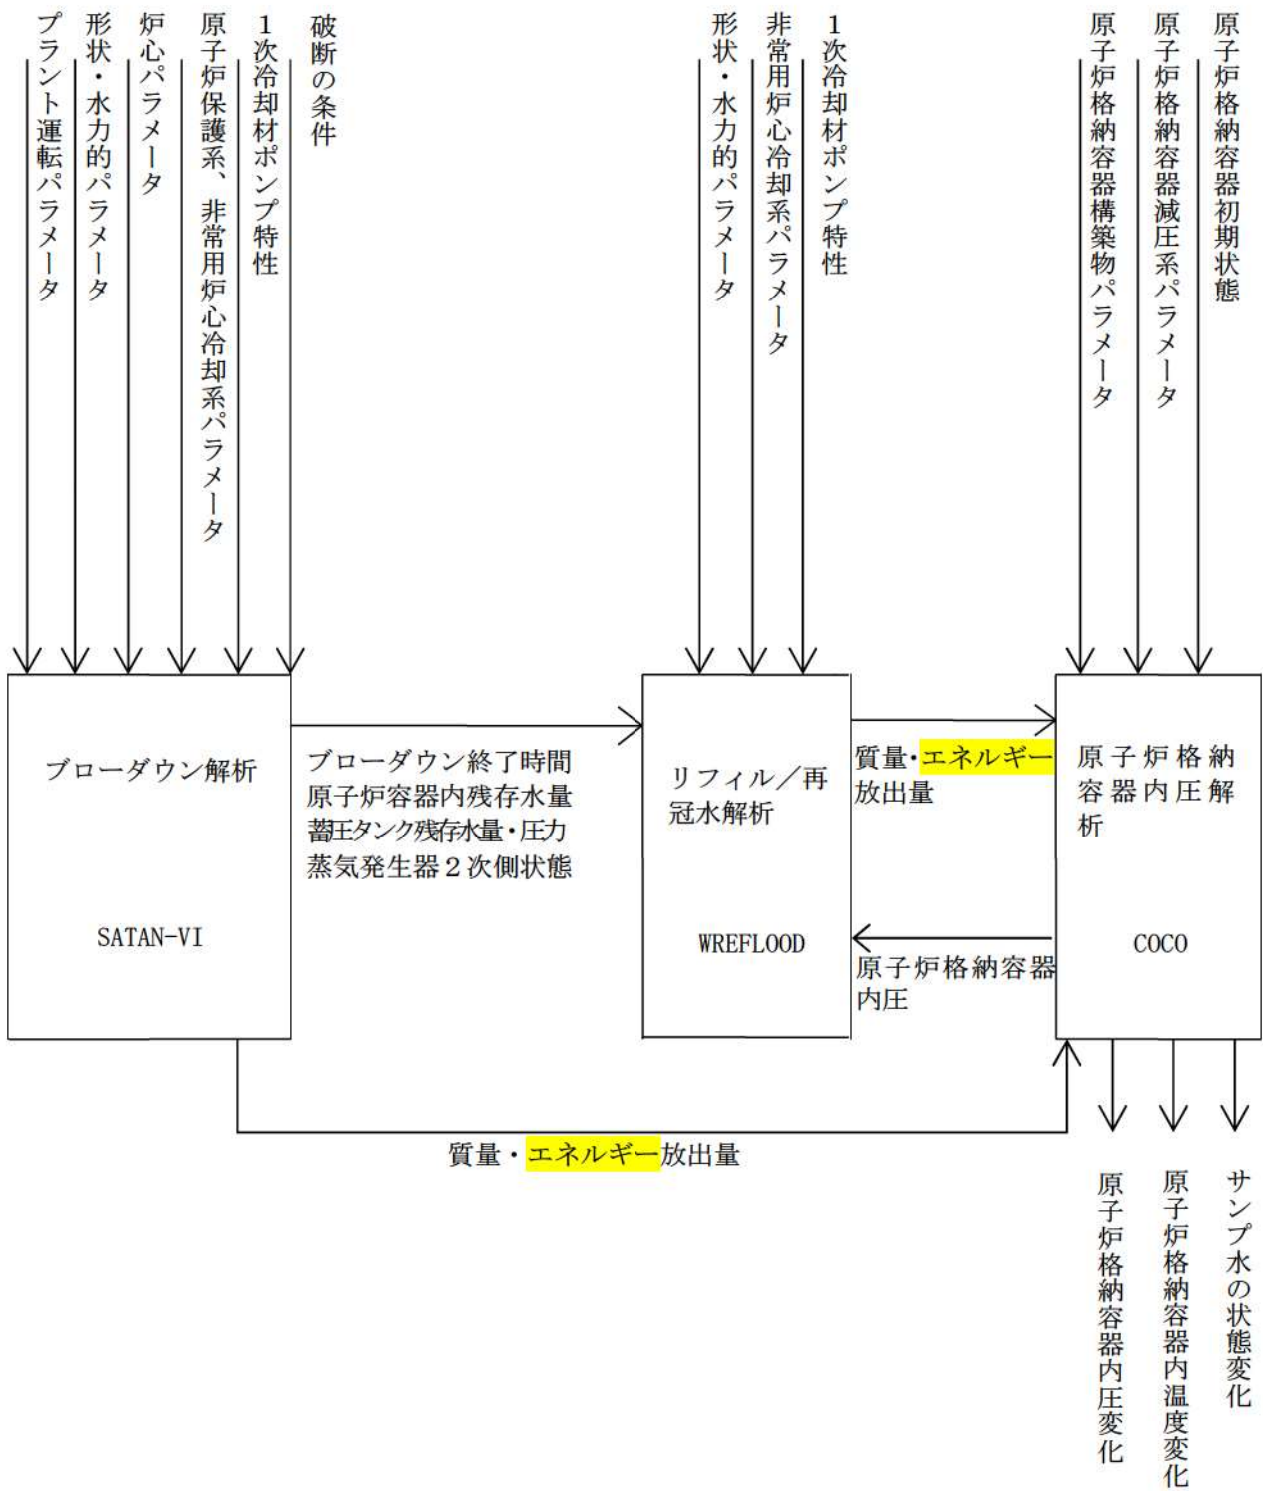 プラント運転パラメータ
形状・水力的パラメータ
炉心パラメータ
原子炉保護系、非常用炉心冷却系パラメータ
1次冷却材ポンプ特性
破断の条件
形状・水力的パラメータ
非常用炉心冷却系パラメータ
1次冷却材ポンプ特性
原子炉格納容器構築物パラメータ
原子炉格納容器減圧系パラメータ
原子炉格納容器初期状態
ブローダウン解析
SATAN-VI
ブローダウン終了時間
原子炉容器内残存水量
蓄圧タンク残存水量・圧力
蒸気発生器2次側状態
リフィル／再
冠水解析
WREFLOOD
質量・エネルギー
放出量
原子炉格納容器
内圧
原子炉格納
容器内圧解
析
COCO
質量・エネルギー放出量
原子炉格納容器内圧変化
原子炉格納容器内温度変化
サンプ水の状態変化